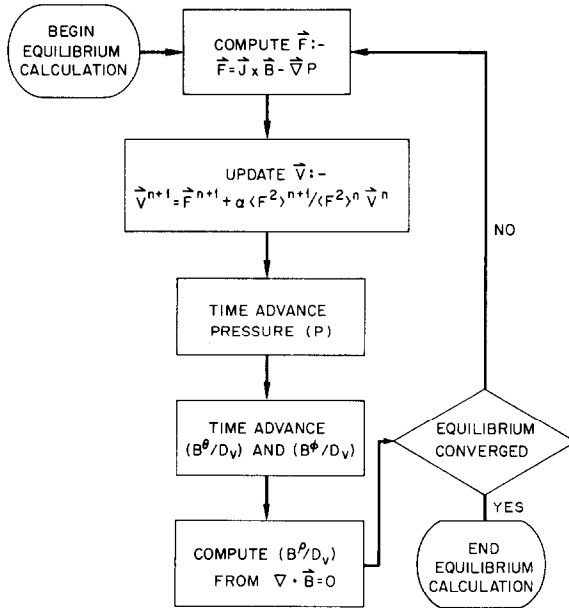 BEGIN
EQUILIBRIUM
CALCULATION
COMPUTE F⃗:-
F⃗=J⃗xB⃗-∇⃗P
UPDATE V⃗:-
V⃗ⁿ⁺¹=F⃗ⁿ⁺¹+α⟨F²⟩ⁿ⁺¹/⟨F²⟩ⁿ V⃗ⁿ
TIME ADVANCE
PRESSURE (P)
TIME ADVANCE
(B^θ/D_V) AND (B^ϕ/D_V)
COMPUTE (B^ρ/D_V)
FROM ∇·B⃗=O
EQUILIBRIUM
CONVERGED
NO
YES
END
EQUILIBRIUM
CALCULATION